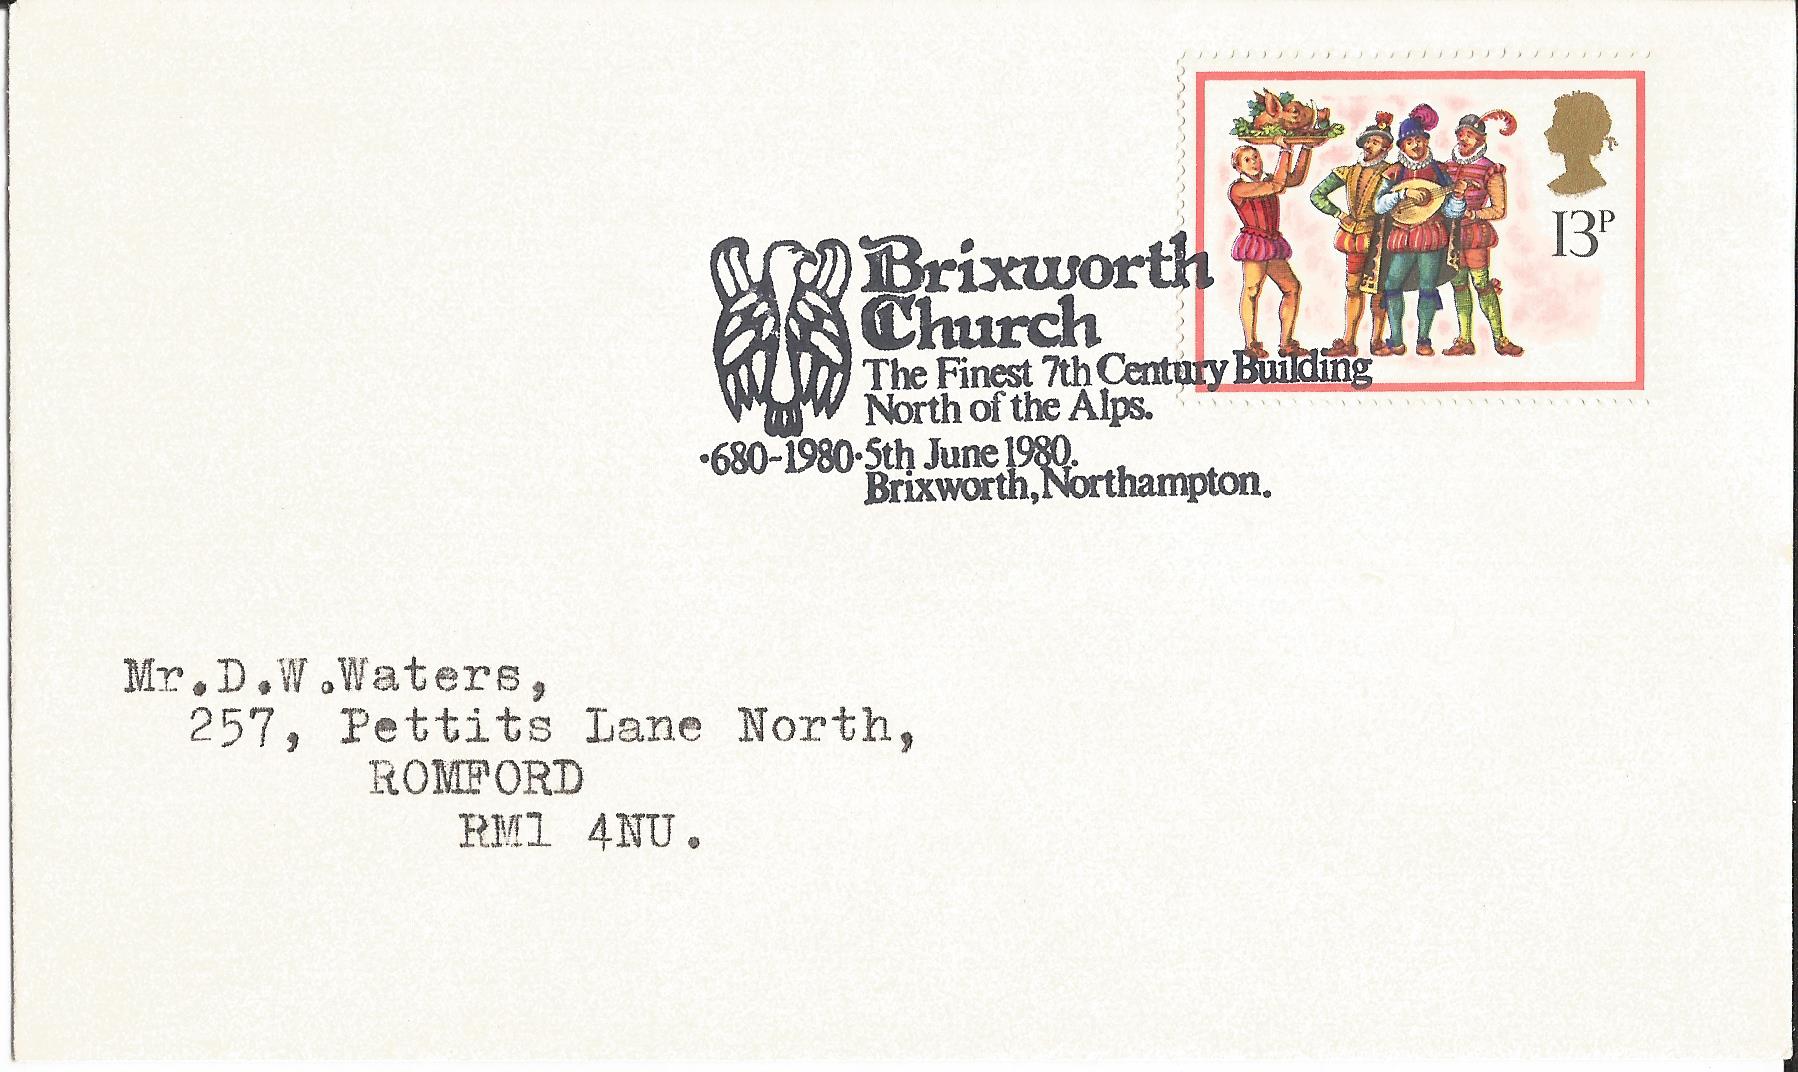 13P
Brixworth
Church
The Finest 7th Century Building
North of the Alps.
·680-1980·5th June 1980.
Brixworth, Northampton.
Mr.D.W.Waters,
257, Pettits Lane North,
ROMFORD
RM1 4NU.